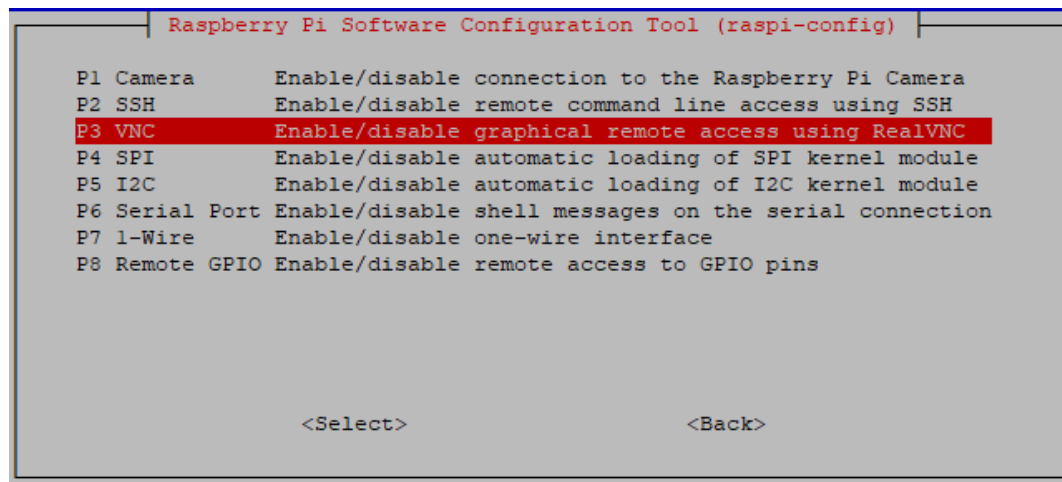 Raspberry Pi Software Configuration Tool (raspi-config)
P1 Camera Enable/disable connection to the Raspberry Pi Camera
P2 SSH Enable/disable remote command line access using SSH
P3 VNC Enable/disable graphical remote access using RealVNC
P4 SPI Enable/disable automatic loading of SPI kernel module
P5 I2C Enable/disable automatic loading of I2C kernel module
P6 Serial Port Enable/disable shell messages on the serial connection
P7 1-Wire Enable/disable one-wire interface
P8 Remote GPIO Enable/disable remote access to GPIO pins
<Select> <Back>